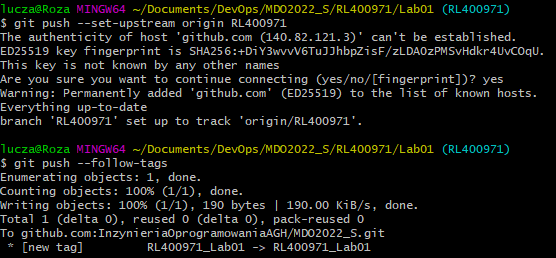 lucza@Roza MINGW64 ~/Documents/DevOps/MDO2022_S/RL400971/Lab01 (RL400971)
$ git push --set-upstream origin RL400971
The authenticity of host 'github.com (140.82.121.3)' can't be established.
ED25519 key fingerprint is SHA256:+DiY3wvvV6TuJJhbpZisF/zLDA0zPMSvHdkr4UvCOqU.
This key is not known by any other names
Are you sure you want to continue connecting (yes/no/[fingerprint])? yes
Warning: Permanently added 'github.com' (ED25519) to the list of known hosts.
Everything up-to-date
branch 'RL400971' set up to track 'origin/RL400971'.
lucza@Roza MINGW64 ~/Documents/DevOps/MDO2022_S/RL400971/Lab01 (RL400971)
$ git push --follow-tags
Enumerating objects: 1, done.
Counting objects: 100% (1/1), done.
Writing objects: 100% (1/1), 190 bytes | 190.00 KiB/s, done.
Total 1 (delta 0), reused 0 (delta 0), pack-reused 0
To github.com:InzynieriaOprogramowaniaAGH/MDO2022_S.git
 * [new tag]         RL400971_Lab01 -> RL400971_Lab01